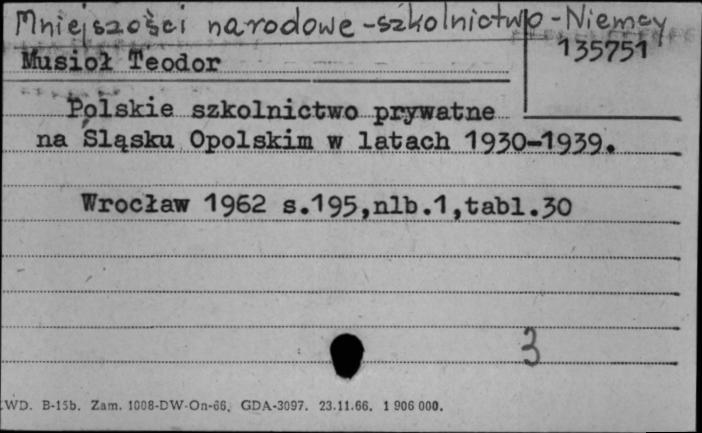 Mniejszości narodowe - szkolnictwo - Niemcy
135751
Musioł Teodor
Polskie szkolnictwo prywatne
na Śląsku Opolskim w latach 1930-1939.
Wrocław 1962 s.195,nlb.1,tabl.30
3
WD. B-15b. Zam. 1008-DW-On-66. GDA-3097. 23.11.66. 1 906 000.